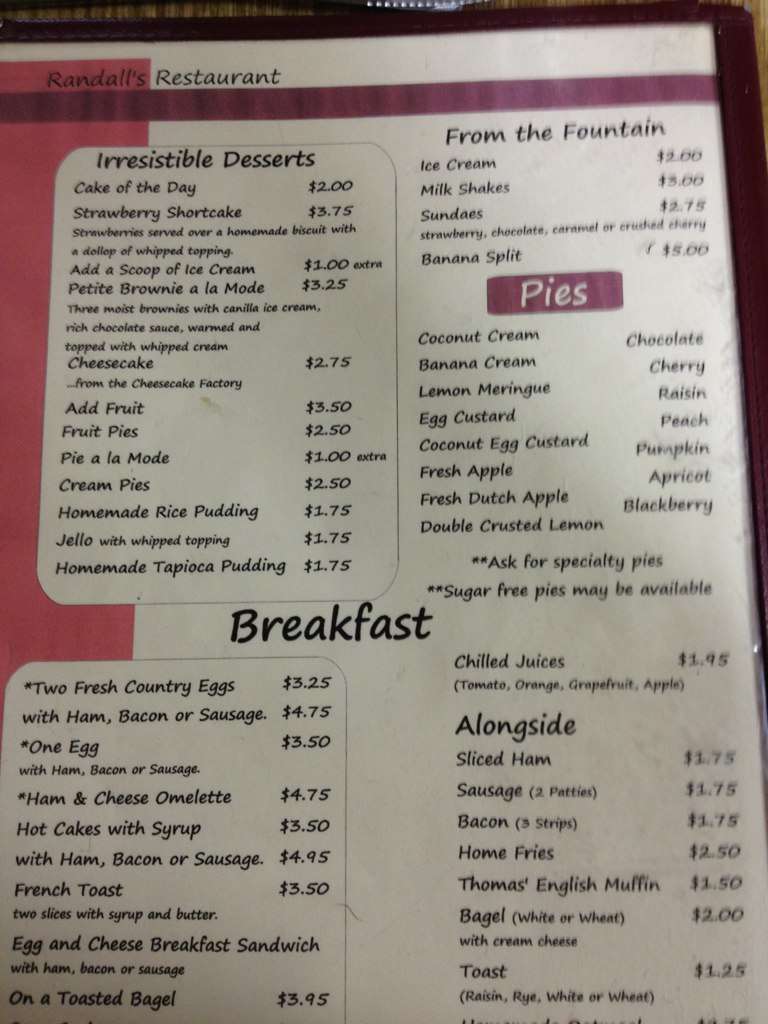 Randall's Restaurant
Irresistible Desserts
Cake of the Day $2.00
Strawberry Shortcake $3.75
Strawberries served over a homemade biscuit with
a dollop of whipped topping.
Add a Scoop of Ice Cream $1.00 extra
Petite Brownie a la Mode $3.25
Three moist brownies with canilla ice cream,
rich chocolate sauce, warmed and
topped with whipped cream
Cheesecake $2.75
...from the Cheesecake Factory
Add Fruit $3.50
Fruit Pies $2.50
Pie a la Mode $1.00 extra
Cream Pies $2.50
Homemade Rice Pudding $1.75
Jello with whipped topping $1.75
Homemade Tapioca Pudding $1.75
From the Fountain
Ice Cream $2.00
Milk Shakes $3.00
Sundaes $2.75
strawberry, chocolate, caramel or crushed cherry
Banana Split $5.00
Pies
Coconut Cream Chocolate
Banana Cream Cherry
Lemon Meringue Raisin
Egg Custard Peach
Coconut Egg Custard Pumpkin
Fresh Apple Apricot
Fresh Dutch Apple Blackberry
Double Crusted Lemon
**Ask for specialty pies
**Sugar free pies may be available
Breakfast
*Two Fresh Country Eggs $3.25
with Ham, Bacon or Sausage. $4.75
*One Egg $3.50
with Ham, Bacon or Sausage.
*Ham & Cheese Omelette $4.75
Hot Cakes with Syrup $3.50
with Ham, Bacon or Sausage. $4.95
French Toast $3.50
two slices with syrup and butter.
Egg and Cheese Breakfast Sandwich
with ham, bacon or sausage
On a Toasted Bagel $3.95
Chilled Juices $1.95
(Tomato, Orange, Grapefruit, Apple)
Alongside
Sliced Ham $1.75
Sausage (2 Patties) $1.75
Bacon (3 Strips) $1.75
Home Fries $2.50
Thomas' English Muffin $1.50
Bagel (White or Wheat) $2.00
with cream cheese
Toast $1.25
(Raisin, Rye, White or Wheat)